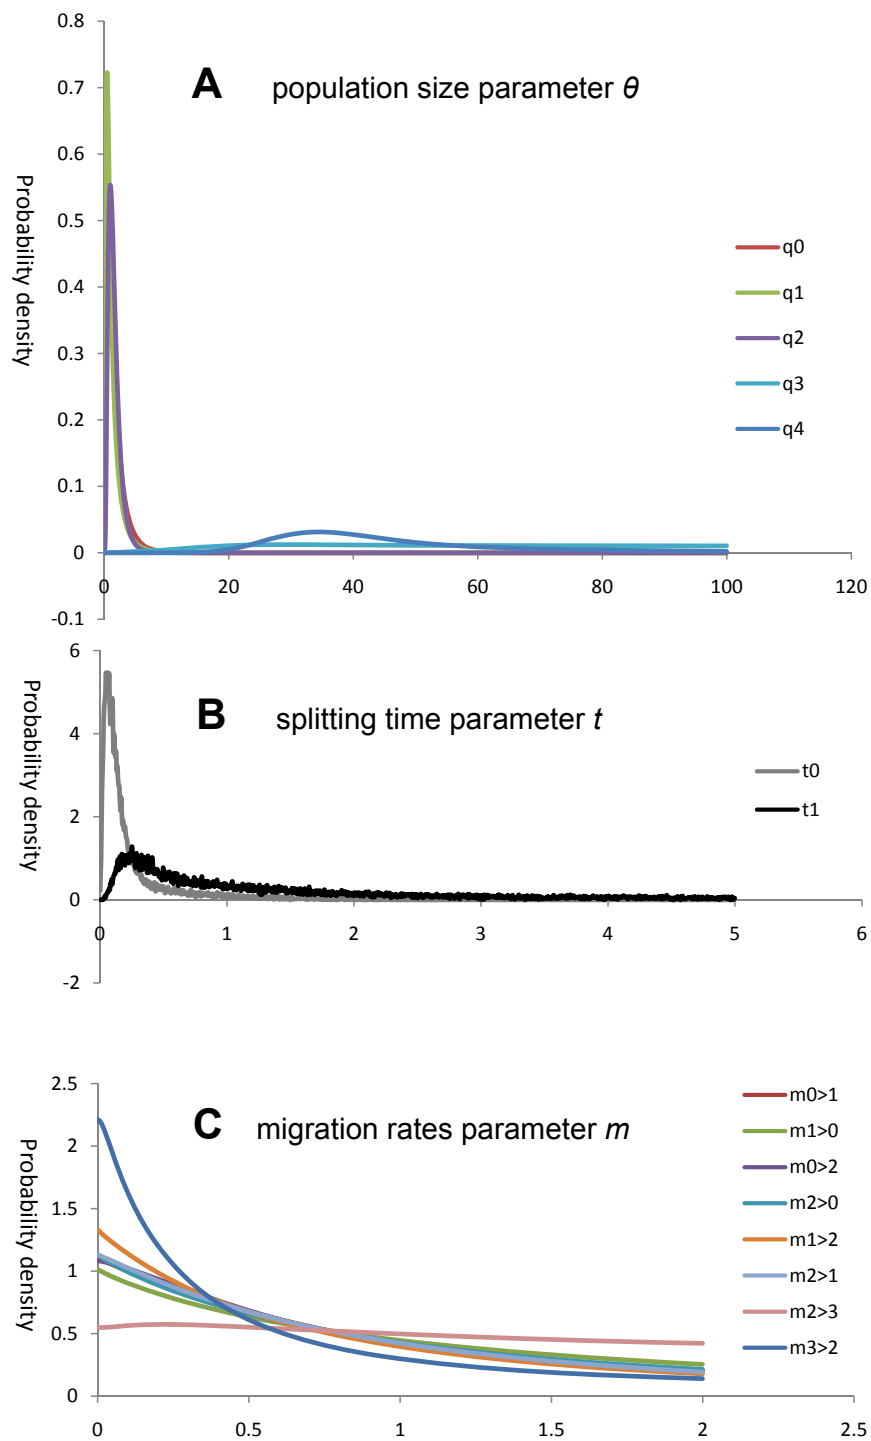 0.8
A population size parameter θ
0.7
0.6
0.5
0.4
0.3
0.2
0.1
0
-0.1
Probability density
q0
q1
q2
q3
q4
0 20 40 60 80 100 120
6
B splitting time parameter t
4
2
0
-2
Probability density
t0
t1
0 1 2 3 4 5 6
2.5
C migration rates parameter m
2
1.5
1
0.5
0
Probability density
m0>1
m1>0
m0>2
m2>0
m1>2
m2>1
m2>3
m3>2
0 0.5 1 1.5 2 2.5